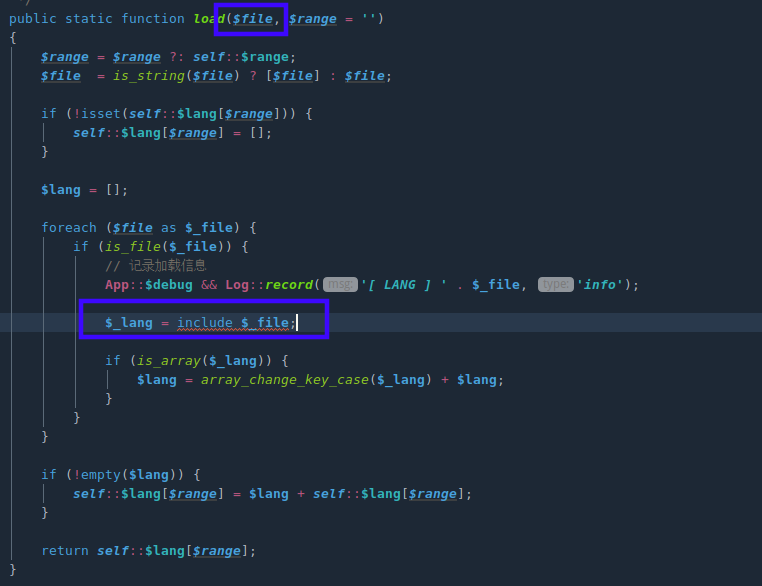 public static function load($file, $range = '')
{
    $range = $range ?: self::$range;
    $file  = is_string($file) ? [$file] : $file;
    if (!isset(self::$lang[$range])) {
        self::$lang[$range] = [];
    }
    $lang = [];
    foreach ($file as $_file) {
        if (is_file($_file)) {
            // 记录加载信息
            App::$debug && Log::record( msg: '[ LANG ] ' . $_file, type: 'info');
            $_lang = include $_file;
            if (is_array($_lang)) {
                $lang = array_change_key_case($_lang) + $lang;
            }
        }
    }
    if (!empty($lang)) {
        self::$lang[$range] = $lang + self::$lang[$range];
    }
    return self::$lang[$range];
}